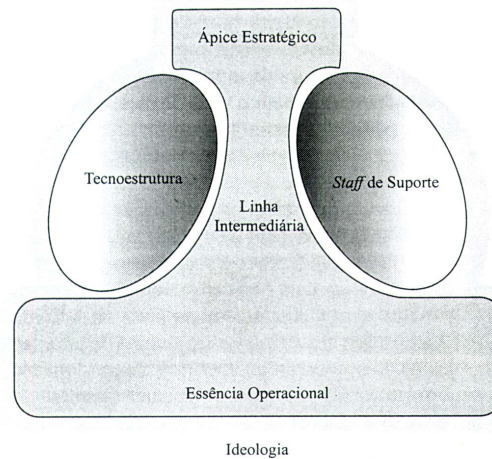 Ápice Estratégico
Tecnoestrutura
Staff de Suporte
Linha
Intermediária
Essência Operacional
Ideologia